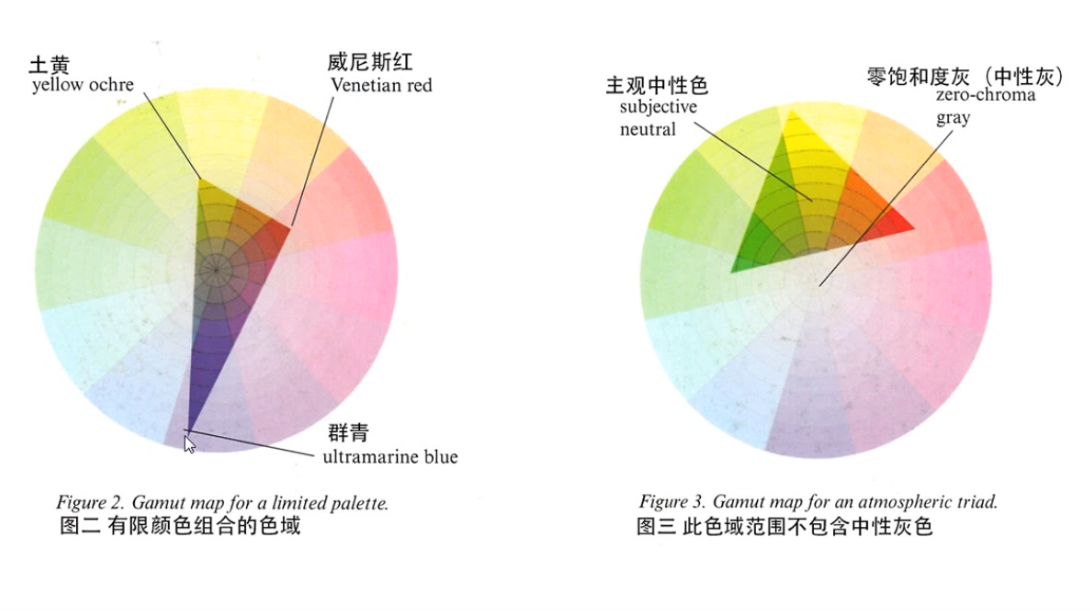 土黄
yellow ochre
威尼斯红
Venetian red
群青
ultramarine blue
Figure 2. Gamut map for a limited palette.
图二 有限颜色组合的色域
主观中性色
subjective
neutral
零饱和度灰（中性灰）
zero-chroma
gray
Figure 3. Gamut map for an atmospheric triad.
图三 此色域范围不包含中性灰色